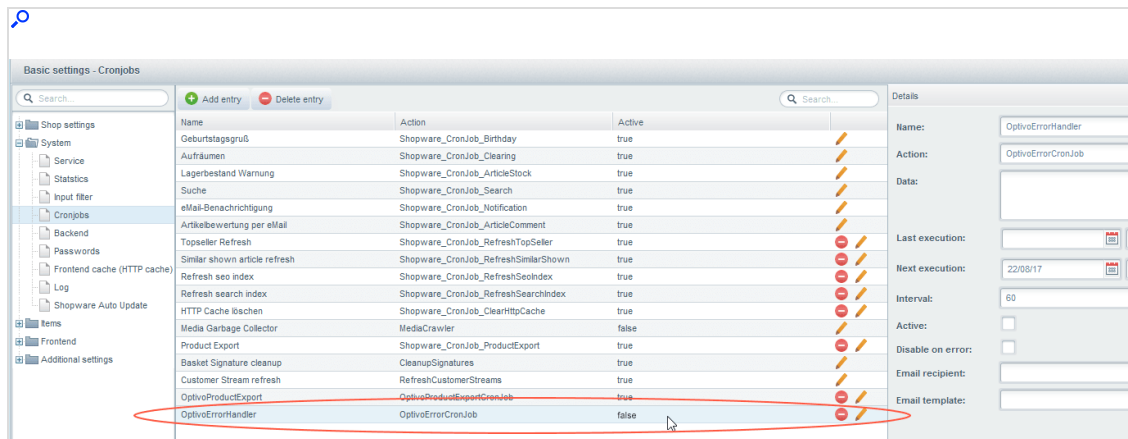 Basic settings - Cronjobs
Search...
Shop settings
System
Service
Statistics
Input filter
Cronjobs
Backend
Passwords
Frontend cache (HTTP cache)
Log
Shopware Auto Update
Items
Frontend
Additional settings
Add entry Delete entry Search...
Name Action Active
Geburtstagsgruß Shopware_CronJob_Birthday true
Aufräumen Shopware_CronJob_Clearing true
Lagerbestand Warnung Shopware_CronJob_ArticleStock true
Suche Shopware_CronJob_Search true
eMail-Benachrichtigung Shopware_CronJob_Notification true
Artikelbewertung per eMail Shopware_CronJob_ArticleComment true
Topseller Refresh Shopware_CronJob_RefreshTopSeller true
Similar shown article refresh Shopware_CronJob_RefreshSimilarShown true
Refresh seo index Shopware_CronJob_RefreshSeoIndex true
Refresh search index Shopware_CronJob_RefreshSearchIndex true
HTTP Cache löschen Shopware_CronJob_ClearHttpCache true
Media Garbage Collector MediaCrawler false
Product Export Shopware_CronJob_ProductExport true
Basket Signature cleanup CleanupSignatures true
Customer Stream refresh RefreshCustomerStreams true
OptivoProductExport OptivoProductExportCronJob true
OptivoErrorHandler OptivoErrorCronJob false
Details
Name: OptivoErrorHandler
Action: OptivoErrorCronJob
Data:
Last execution:
Next execution: 22/08/17
Interval: 60
Active:
Disable on error:
Email recipient:
Email template: